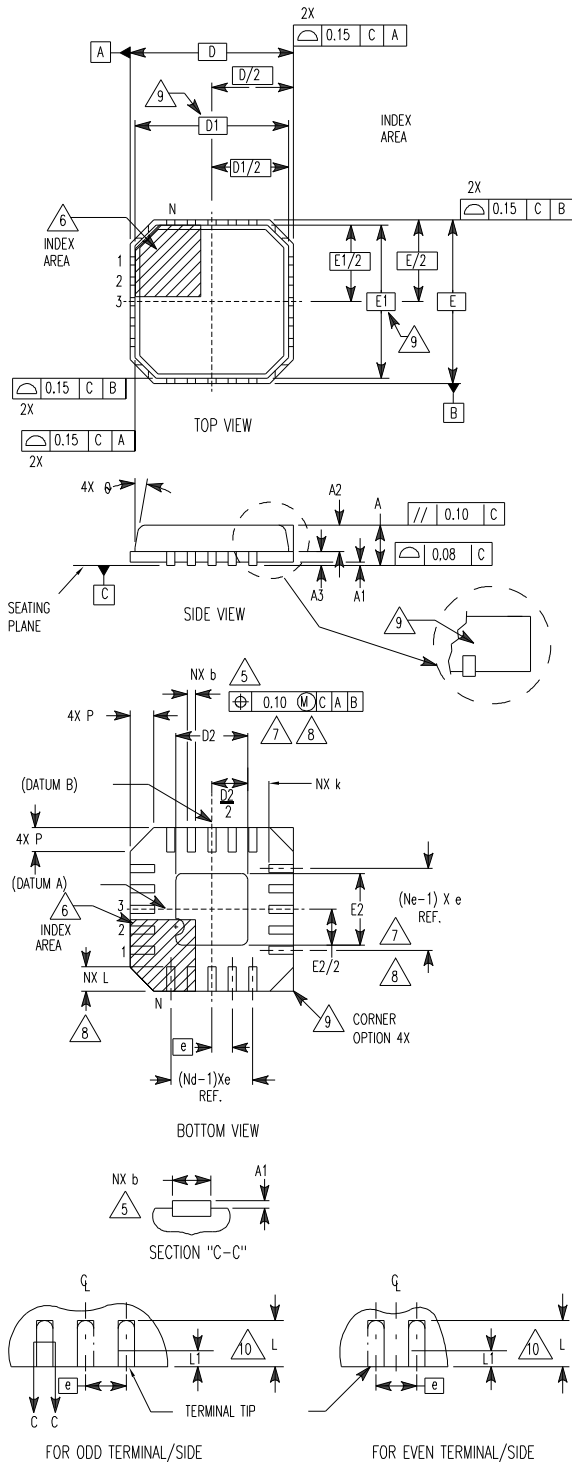 2X
0.15 C A
A
D
D/2
9
D1
D1/2
INDEX
AREA
2X
0.15 C B
N
6
INDEX
AREA
1
2
3
E1/2
E/2
E1
E
9
0.15 C B
2X
B
0.15 C A
2X
TOP VIEW
4X θ
A2
A
// 0.10 C
0.08 C
C
SEATING
PLANE
A3
A1
SIDE VIEW
9
NX b
5
0.10 M C A B
4X P
D2
7
8
(DATUM B)
D2
2
NX k
4X P
(DATUM A)
6
INDEX
AREA
3
2
1
E2
E2/2
(Ne-1) X e
REF.
7
8
NX L
8
N
9
CORNER
OPTION 4X
e
(Nd-1)Xe
REF.
BOTTOM VIEW
NX b
5
A1
SECTION "C-C"
CL
L
10
L1
e
C C
TERMINAL TIP
CL
L
10
L1
e
FOR ODD TERMINAL/SIDE
FOR EVEN TERMINAL/SIDE